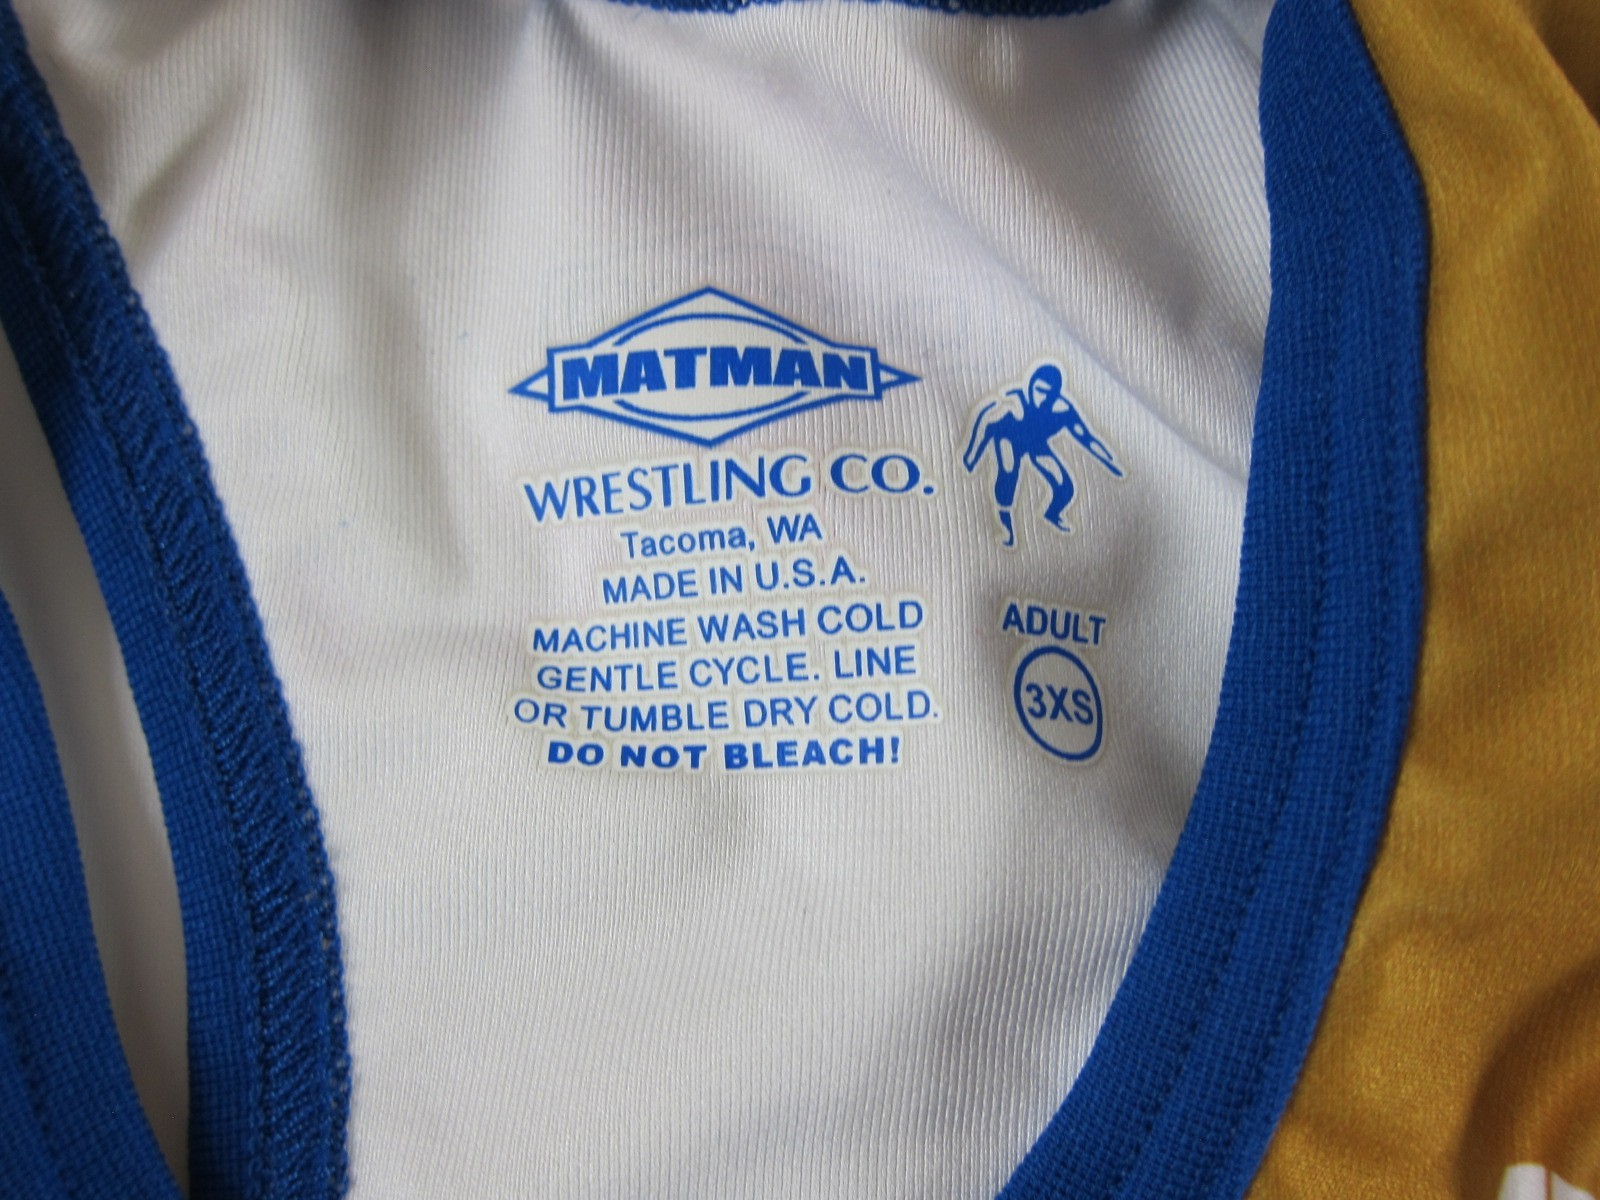 MATMAN
WRESTLING CO.
Tacoma, WA
MADE IN U.S.A.
MACHINE WASH COLD
GENTLE CYCLE. LINE
OR TUMBLE DRY COLD.
DO NOT BLEACH!
ADULT
3XS